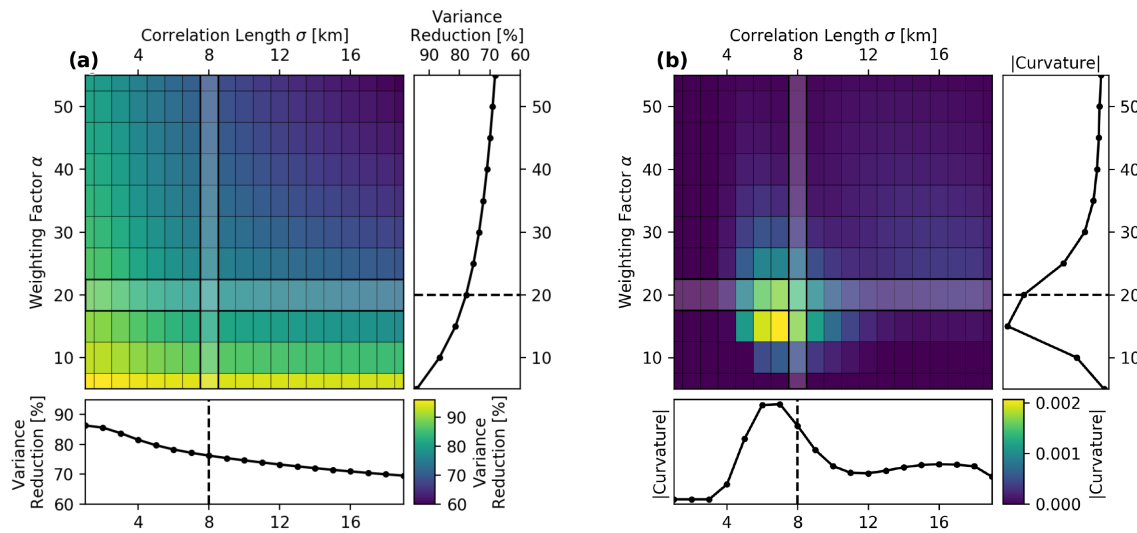 Variance
Reduction [%]
Correlation Length σ [km]
(a)
4 8 12 16
90 80 70 60
Weighting Factor α
50
40
30
20
10
50
40
30
20
10
Variance
Reduction [%]
90
80
70
60
4 8 12 16
90
80
70
60
Variance
Reduction [%]
Correlation Length σ [km]
(b)
4 8 12 16
|Curvature|
Weighting Factor α
50
40
30
20
10
50
40
30
20
10
|Curvature|
4 8 12 16
0.002
0.001
0.000
|Curvature|